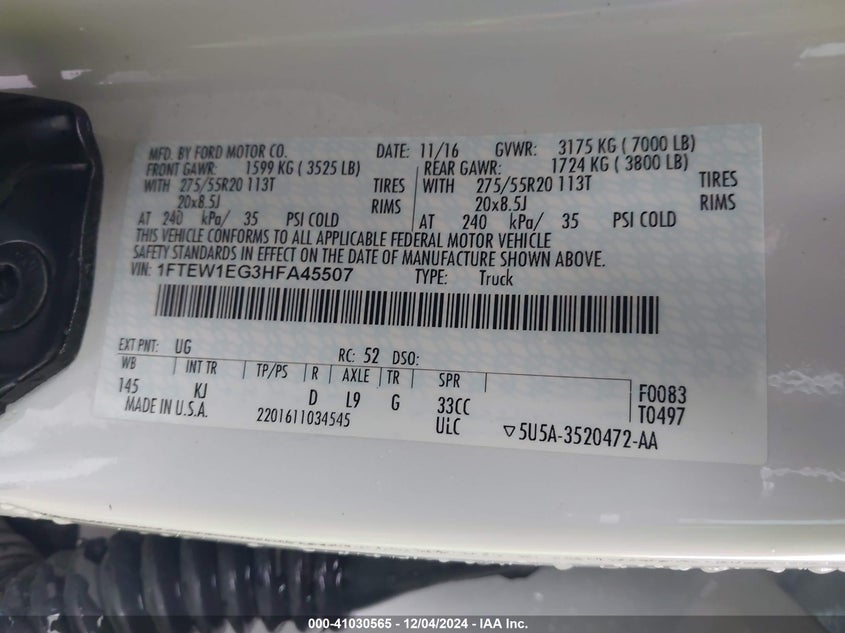 MFD. BY FORD MOTOR CO. DATE: 11/16 GVWR: 3175 KG ( 7000 LB)
FRONT GAWR: 1599 KG ( 3525 LB) REAR GAWR: 1724 KG ( 3800 LB)
WITH 275/55R20 113T TIRES WITH 275/55R20 113T TIRES
20x8.5J RIMS 20x8.5J RIMS
AT 240 kPa/ 35 PSI COLD AT 240 kPa/ 35 PSI COLD
THIS VEHICLE CONFORMS TO ALL APPLICABLE FEDERAL MOTOR VEHICLE
SAFETY STANDARDS IN EFFECT ON THE DATE OF MANUFACTURE SHOWN ABOVE.
VIN: 1FTEW1EG3HFA45507 TYPE: Truck
EXT PNT: UG RC: 52 DSO:
WB INT TR TP/PS R AXLE TR SPR
145 KJ D L9 G 33CC F0083
MADE IN U.S.A. 2201611034545 ULC T0497
▽5U5A-3520472-AA
000-41030565 - 12/04/2024 - IAA Inc.